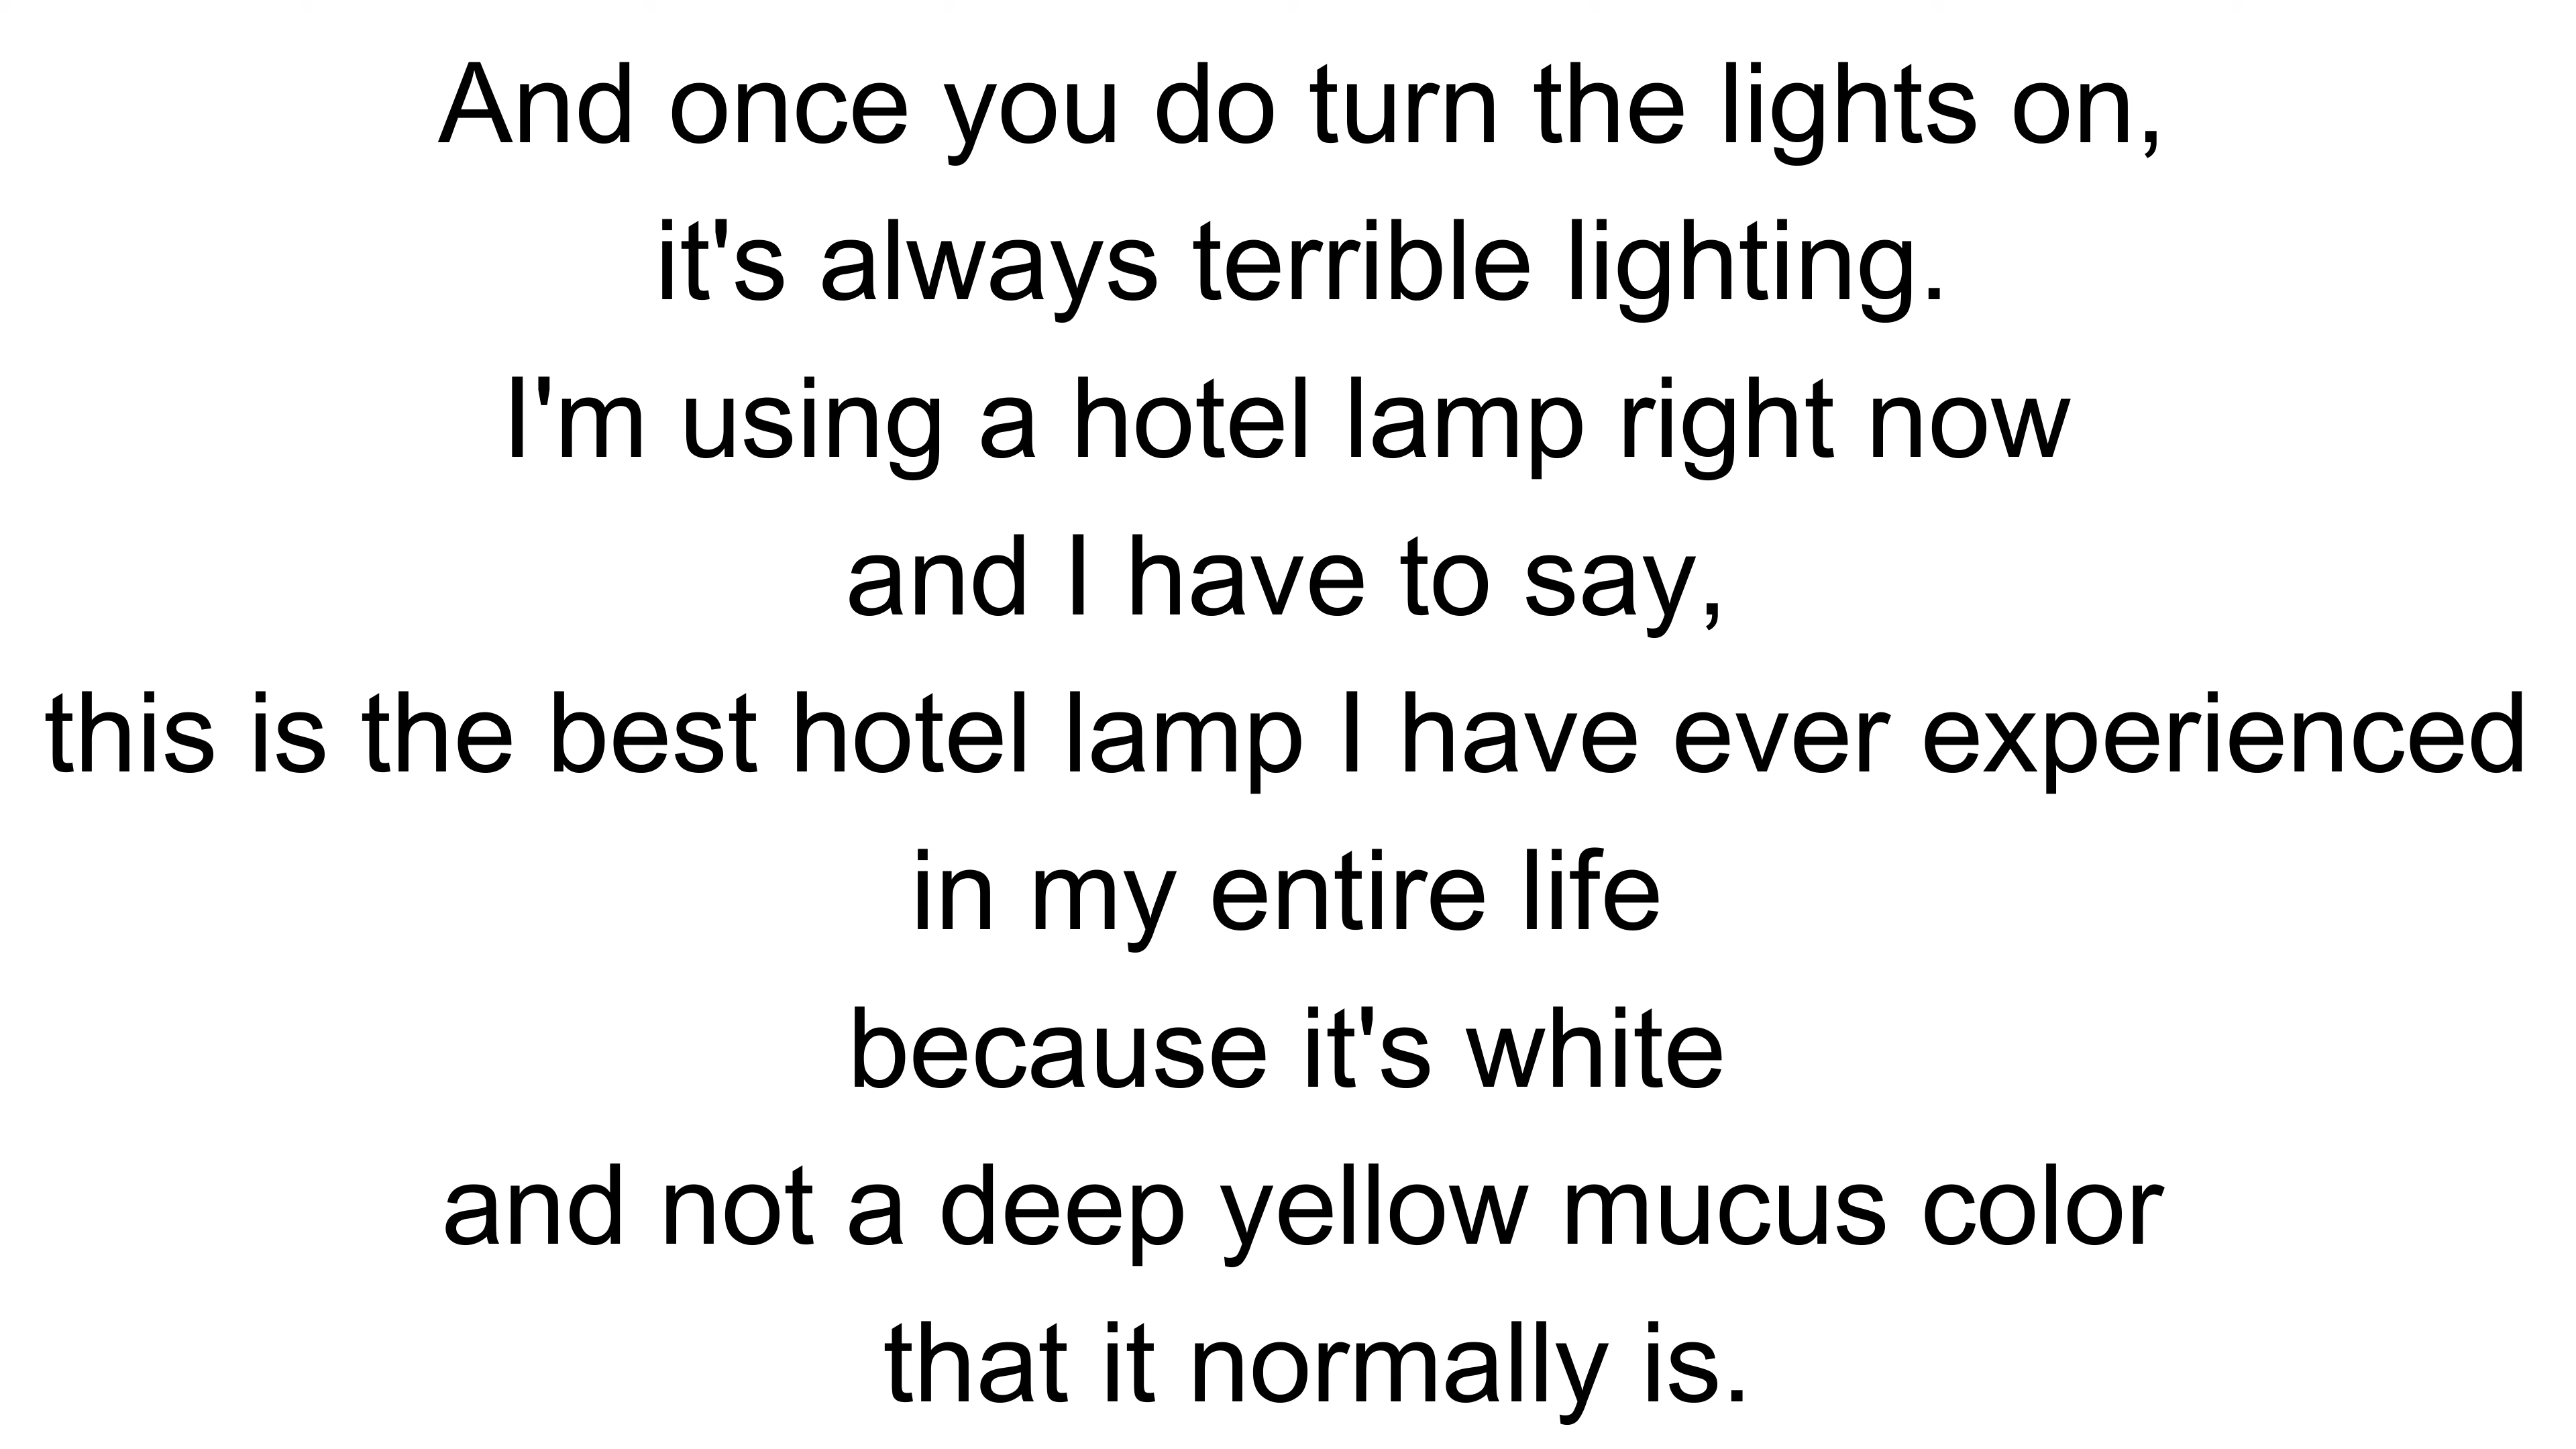 And once you do turn the lights on,
it's always terrible lighting.
I'm using a hotel lamp right now
and I have to say,
this is the best hotel lamp I have ever experienced
in my entire life
because it's white
and not a deep yellow mucus color
that it normally is.